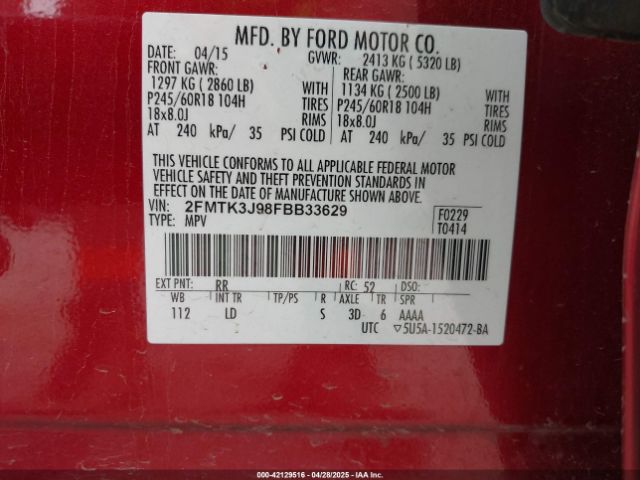 MFD. BY FORD MOTOR CO.
DATE: 04/15 GVWR: 2413 KG ( 5320 LB)
FRONT GAWR: REAR GAWR:
1297 KG ( 2860 LB) WITH 1134 KG ( 2500 LB) WITH
P245/60R18 104H TIRES P245/60R18 104H TIRES
18x8.0J RIMS 18x8.0J RIMS
AT 240 kPa/ 35 PSI COLD AT 240 kPa/ 35 PSI COLD
THIS VEHICLE CONFORMS TO ALL APPLICABLE FEDERAL MOTOR
VEHICLE SAFETY AND THEFT PREVENTION STANDARDS IN
EFFECT ON THE DATE OF MANUFACTURE SHOWN ABOVE.
VIN: 2FMTK3J98FBB33629 F0229
TYPE: MPV T0414
EXT PNT: RR RC: 52 DSO:
WB INT TR TP/PS R AXLE TR SPR
112 LD S 3D 6 AAAA
UTC ▽5U5A-1520472-BA
000-42129516 | 04/28/2025 - IAAI, Inc.